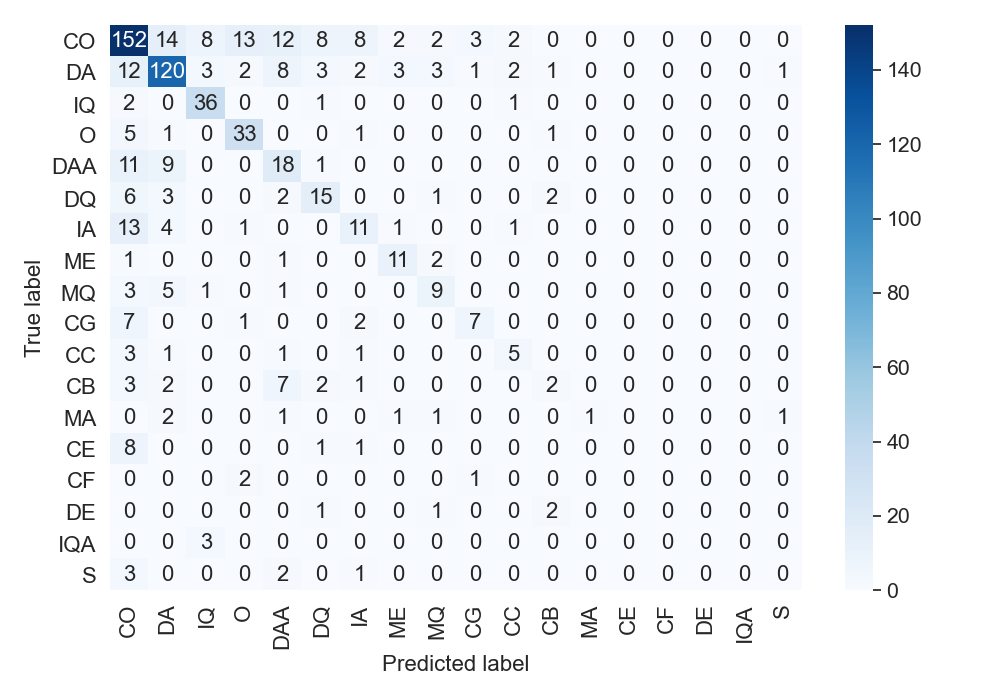 CO 152 14 8 13 12 8 8 2 2 3 2 0 0 0 0 0 0 0
DA 12 120 3 2 8 3 2 3 3 1 2 1 0 0 0 0 0 1
IQ 2 0 36 0 0 1 0 0 0 0 1 0 0 0 0 0 0 0
O 5 1 0 33 0 0 1 0 0 0 0 1 0 0 0 0 0 0
DAA 11 9 0 0 18 1 0 0 0 0 0 0 0 0 0 0 0 0
DQ 6 3 0 0 2 15 0 0 1 0 0 2 0 0 0 0 0 0
IA 13 4 0 1 0 0 11 1 0 0 1 0 0 0 0 0 0 0
ME 1 0 0 0 1 0 0 11 2 0 0 0 0 0 0 0 0 0
MQ 3 5 1 0 1 0 0 0 9 0 0 0 0 0 0 0 0 0
CG 7 0 0 1 0 0 2 0 0 7 0 0 0 0 0 0 0 0
CC 3 1 0 0 1 0 1 0 0 0 5 0 0 0 0 0 0 0
CB 3 2 0 0 7 2 1 0 0 0 0 2 0 0 0 0 0 0
MA 0 2 0 0 1 0 0 1 1 0 0 0 1 0 0 0 0 1
CE 8 0 0 0 0 1 1 0 0 0 0 0 0 0 0 0 0 0
CF 0 0 0 2 0 0 0 0 0 1 0 0 0 0 0 0 0 0
DE 0 0 0 0 0 1 0 0 1 0 0 2 0 0 0 0 0 0
IQA 0 0 3 0 0 0 0 0 0 0 0 0 0 0 0 0 0 0
S 3 0 0 0 2 0 1 0 0 0 0 0 0 0 0 0 0 0
CO DA IQ O DAA DQ IA ME MQ CG CC CB MA CE CF DE IQA S
Predicted label
True label
140
120
100
80
60
40
20
0